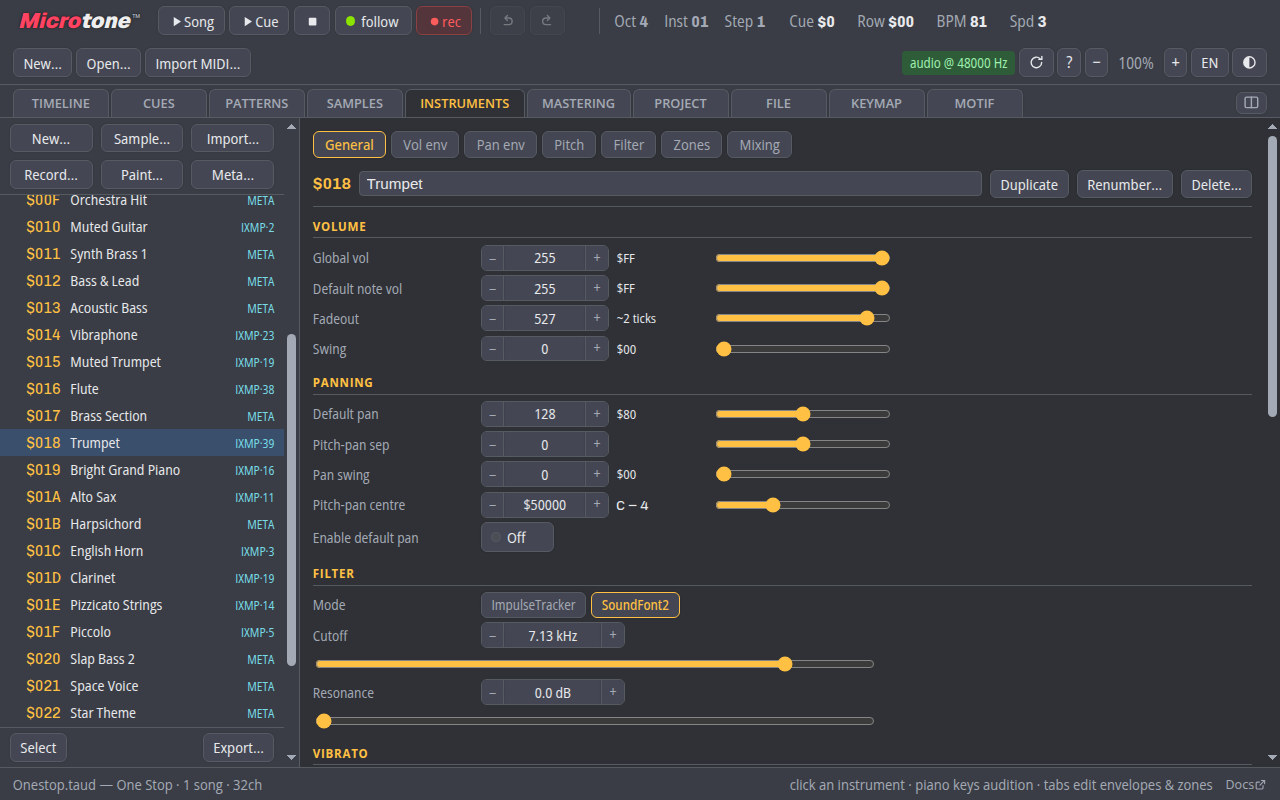 Microtone™ Song Cue follow rec Oct 4 Inst 01 Step 1 Cue $0 Row $00 BPM 81 Spd 3
New... Open... Import MIDI... audio @ 48000 Hz ? − 100% + EN
TIMELINE CUES PATTERNS SAMPLES INSTRUMENTS MASTERING PROJECT FILE KEYMAP MOTIF
New... Sample... Import...
Record... Paint... Meta...
$00F Orchestra Hit META
$010 Muted Guitar IXMP·2
$011 Synth Brass 1 META
$012 Bass & Lead META
$013 Acoustic Bass META
$014 Vibraphone IXMP·23
$015 Muted Trumpet IXMP·19
$016 Flute IXMP·38
$017 Brass Section META
$018 Trumpet IXMP·39
$019 Bright Grand Piano IXMP·16
$01A Alto Sax IXMP·11
$01B Harpsichord META
$01C English Horn IXMP·3
$01D Clarinet IXMP·19
$01E Pizzicato Strings IXMP·14
$01F Piccolo IXMP·5
$020 Slap Bass 2 META
$021 Space Voice META
$022 Star Theme META
Select Export...
General Vol env Pan env Pitch Filter Zones Mixing
$018 Trumpet Duplicate Renumber... Delete...
VOLUME
Global vol − 255 + $FF
Default note vol − 255 + $FF
Fadeout − 527 + ~2 ticks
Swing − 0 + $00
PANNING
Default pan − 128 + $80
Pitch-pan sep − 0 +
Pan swing − 0 + $00
Pitch-pan centre − $50000 + C − 4
Enable default pan Off
FILTER
Mode ImpulseTracker SoundFont2
Cutoff − 7.13 kHz +
Resonance − 0.0 dB +
VIBRATO
Onestop.taud — One Stop · 1 song · 32ch click an instrument · piano keys audition · tabs edit envelopes & zones Docs